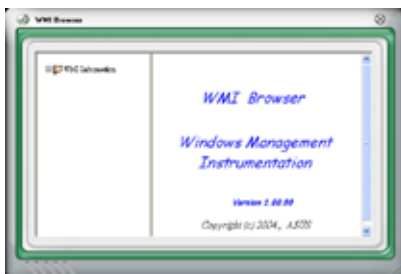 WMI Browser
WMI Information
WMI Browser
Windows Management
Instrumentation
Version 1.00.00
Copyright (c) 2004, ASUS